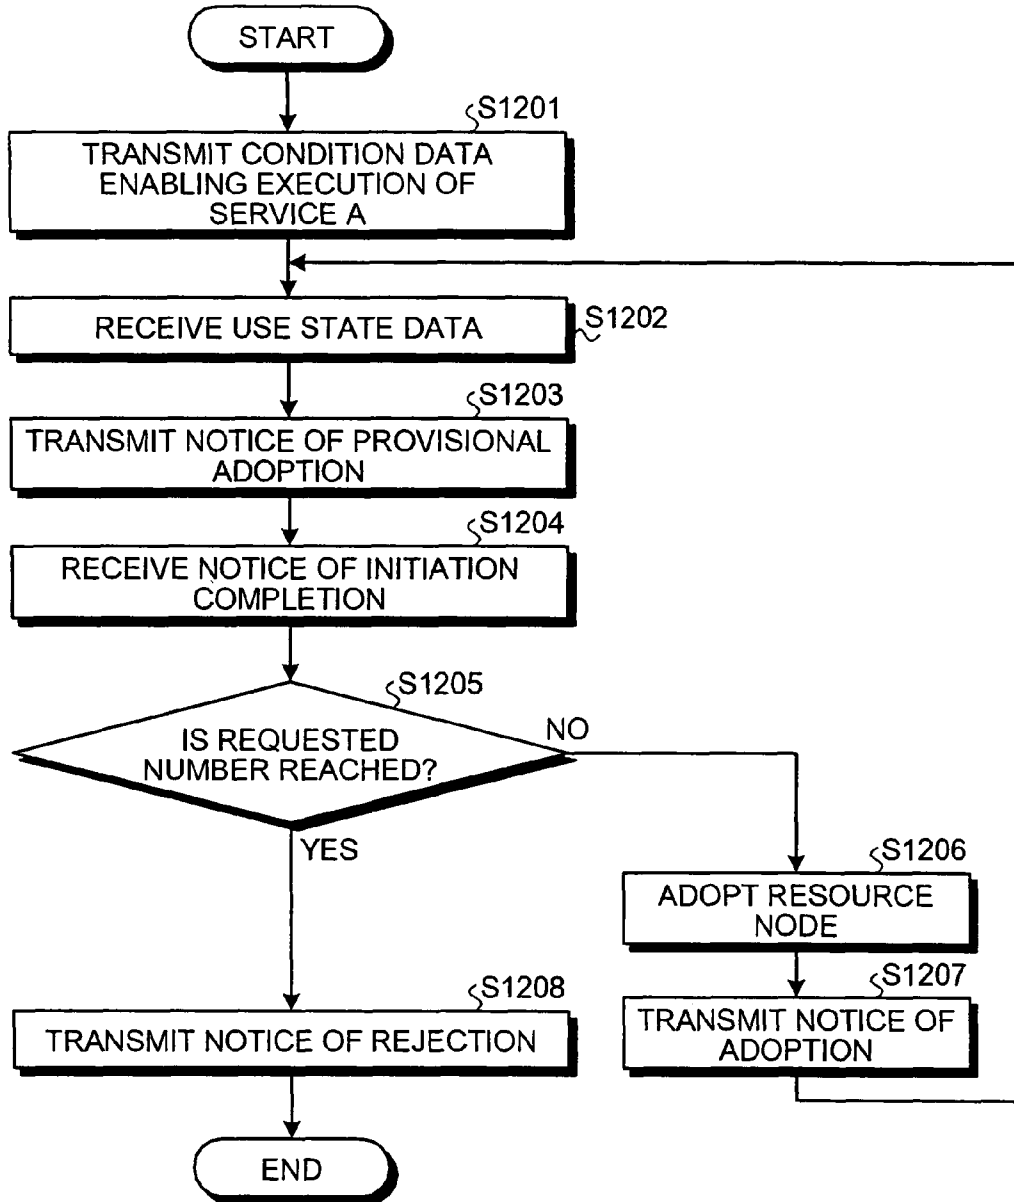 START
S1201
TRANSMIT CONDITION DATA
ENABLING EXECUTION OF
SERVICE A
RECEIVE USE STATE DATA
S1202
S1203
TRANSMIT NOTICE OF PROVISIONAL
ADOPTION
S1204
RECEIVE NOTICE OF INITIATION
COMPLETION
S1205
IS REQUESTED
NUMBER REACHED?
NO
YES
S1206
ADOPT RESOURCE
NODE
S1207
TRANSMIT NOTICE OF
ADOPTION
S1208
TRANSMIT NOTICE OF REJECTION
END